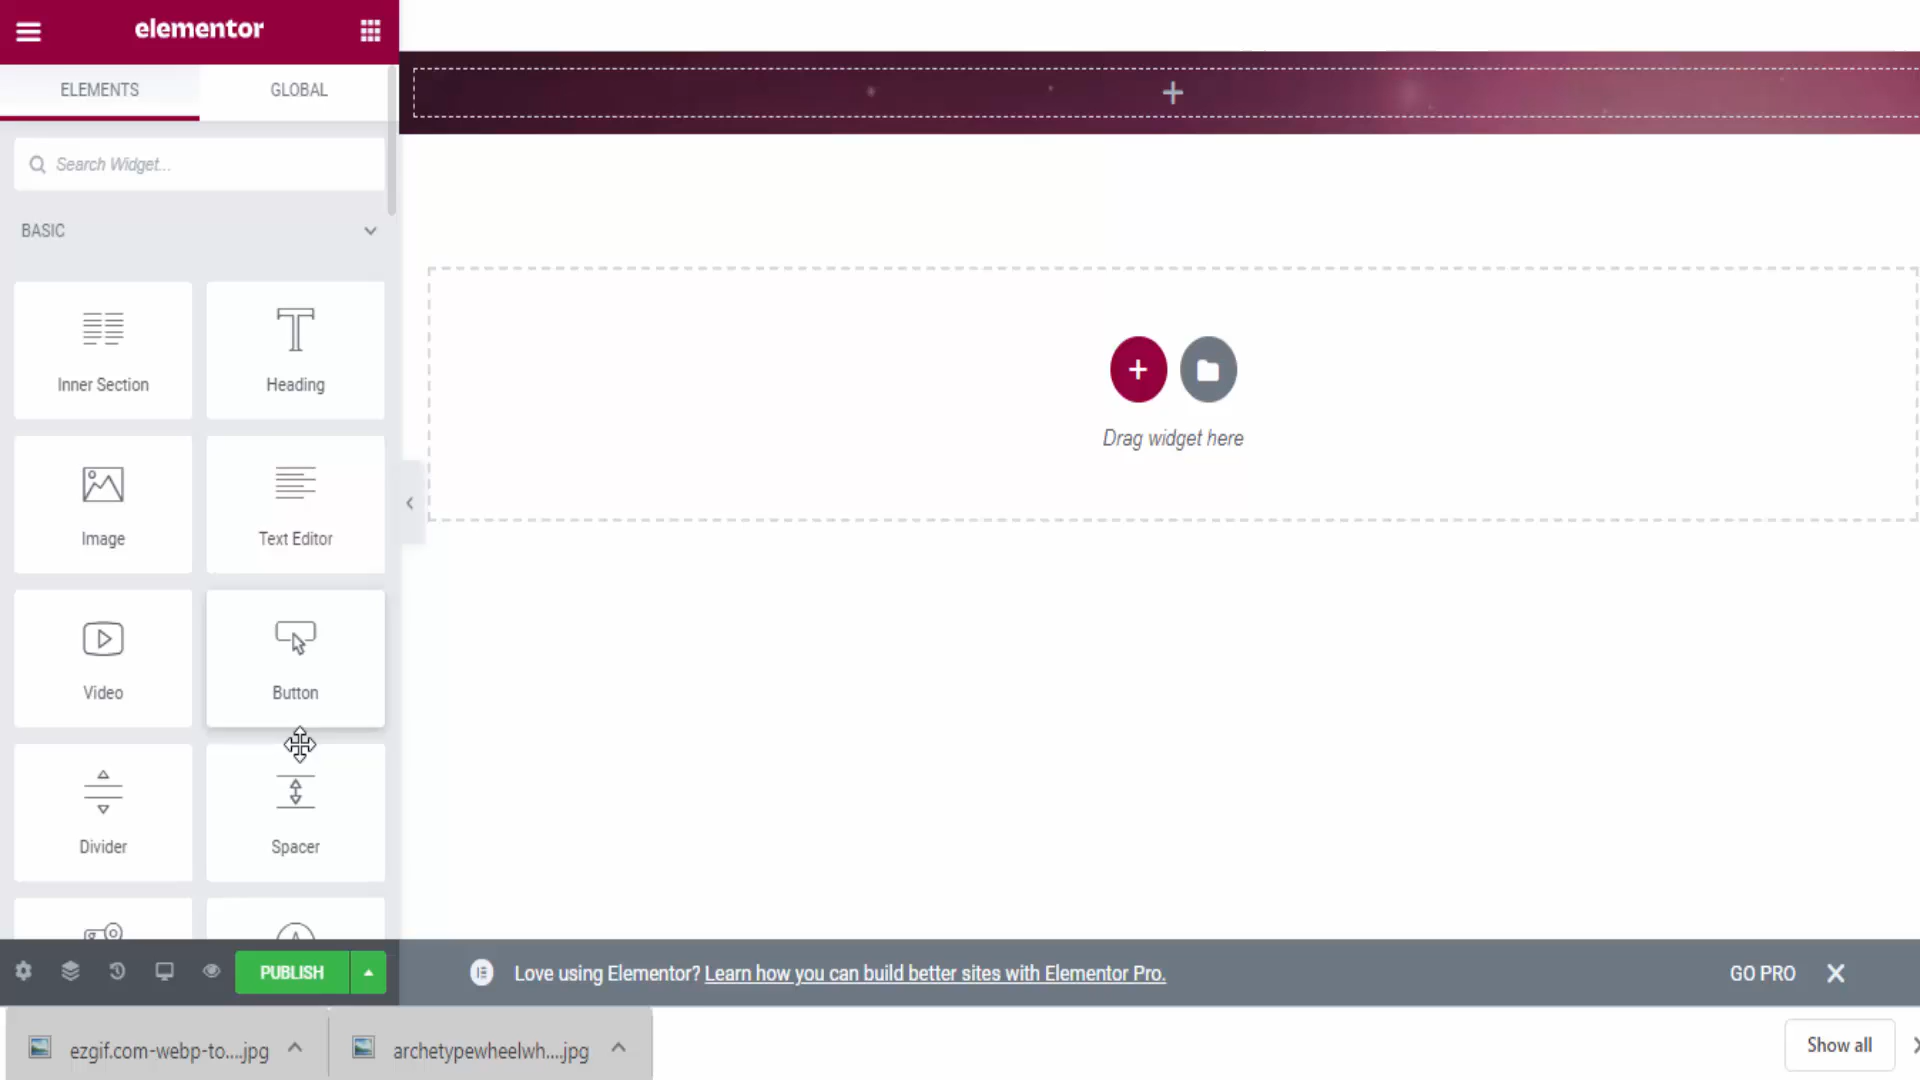 elementor
ELEMENTS
GLOBAL
Search Widget...
BASIC
Inner Section
Heading
Image
Text Editor
Video
Button
Divider
Spacer
Drag widget here
PUBLISH
Love using Elementor? Learn how you can build better sites with Elementor Pro.
GO PRO
ezgif.com-webp-to....jpg
archetypewheelwh....jpg
Show all